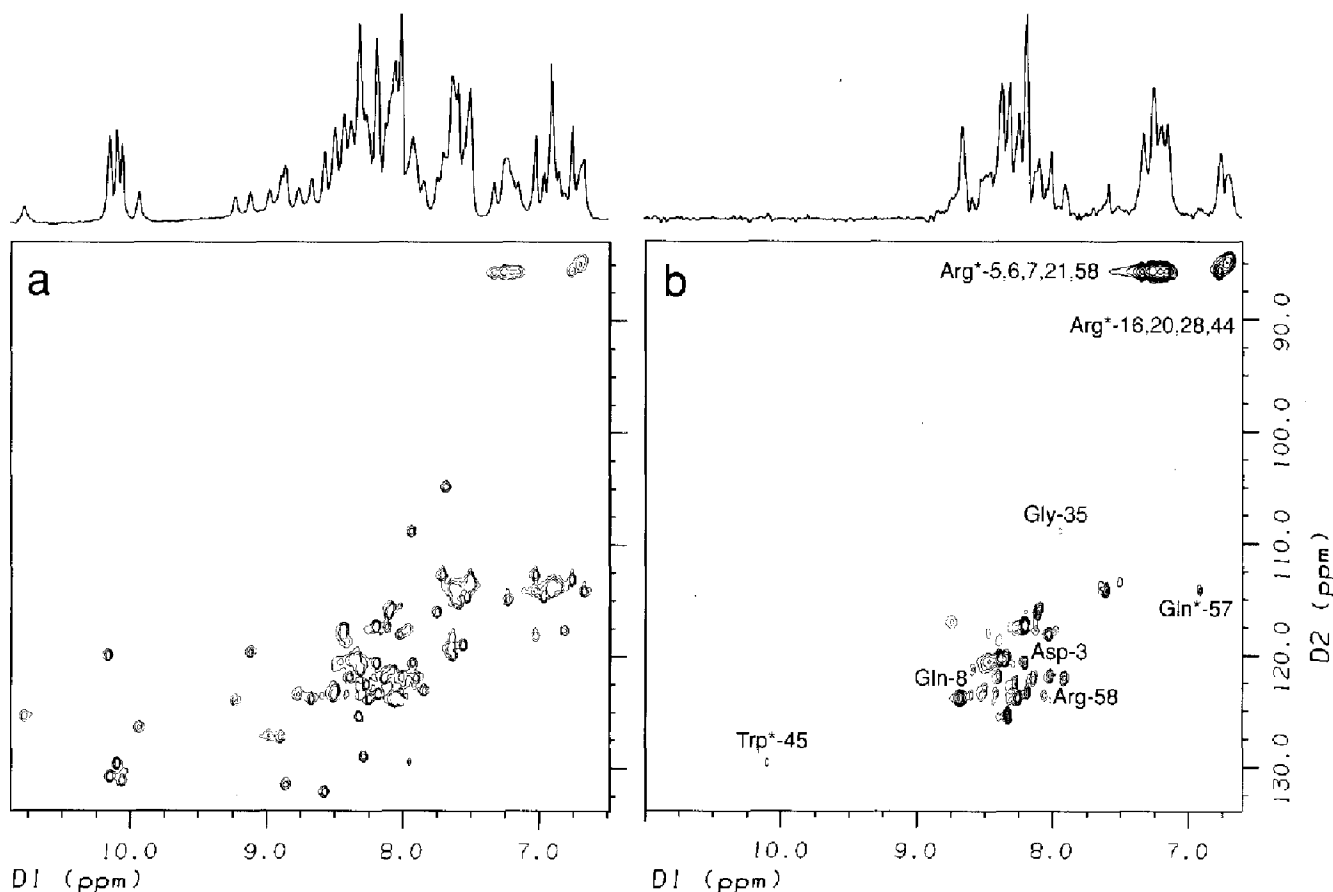 a
b
Arg*-5,6,7,21,58
Arg*-16,20,28,44
Gly-35
Gln*-57
Asp-3
Gln-8
Arg-58
Trp*-45
90.0
100.0
110.0
120.0
130.0
D2 (ppm)
10.0 9.0 8.0 7.0
D1 (ppm)
10.0 9.0 8.0 7.0
D1 (ppm)